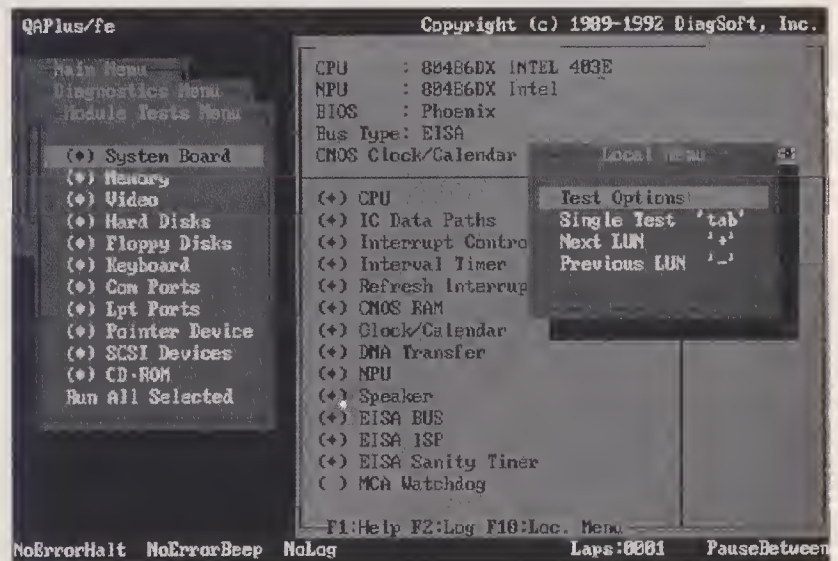 QAPlus/fe
Copyright (c) 1989-1992 DiagSoft, Inc.
Main Menu
Diagnostics Menu
Module Tests Menu
(♦) System Board
(♦) Memory
(♦) Video
(♦) Hard Disks
(♦) Floppy Disks
(♦) Keyboard
(♦) Com Ports
(♦) Lpt Ports
(♦) Pointer Device
(♦) SCSI Devices
(♦) CD-ROM
Run All Selected
CPU : 80486DX INTEL 403E
NPU : 80486DX Intel
BIOS : Phoenix
Bus Type: EISA
CMOS Clock/Calendar
(♦) CPU
(♦) IC Data Paths
(♦) Interrupt Contro
(♦) Interval Timer
(♦) Refresh Interrup
(♦) CMOS RAM
(♦) Clock/Calendar
(♦) DMA Transfer
(♦) NPU
(♦) Speaker
(♦) EISA BUS
(♦) EISA ISP
(♦) EISA Sanity Timer
( ) MCA Watchdog
Local Menu
Test Options
Single Test 'tab'
Next LUN '+'
Previous LUN '-'
F1:Help F2:Log F10:Loc. Menu
NoErrorHalt NoErrorBeep NoLog Laps:0001 PauseBetween